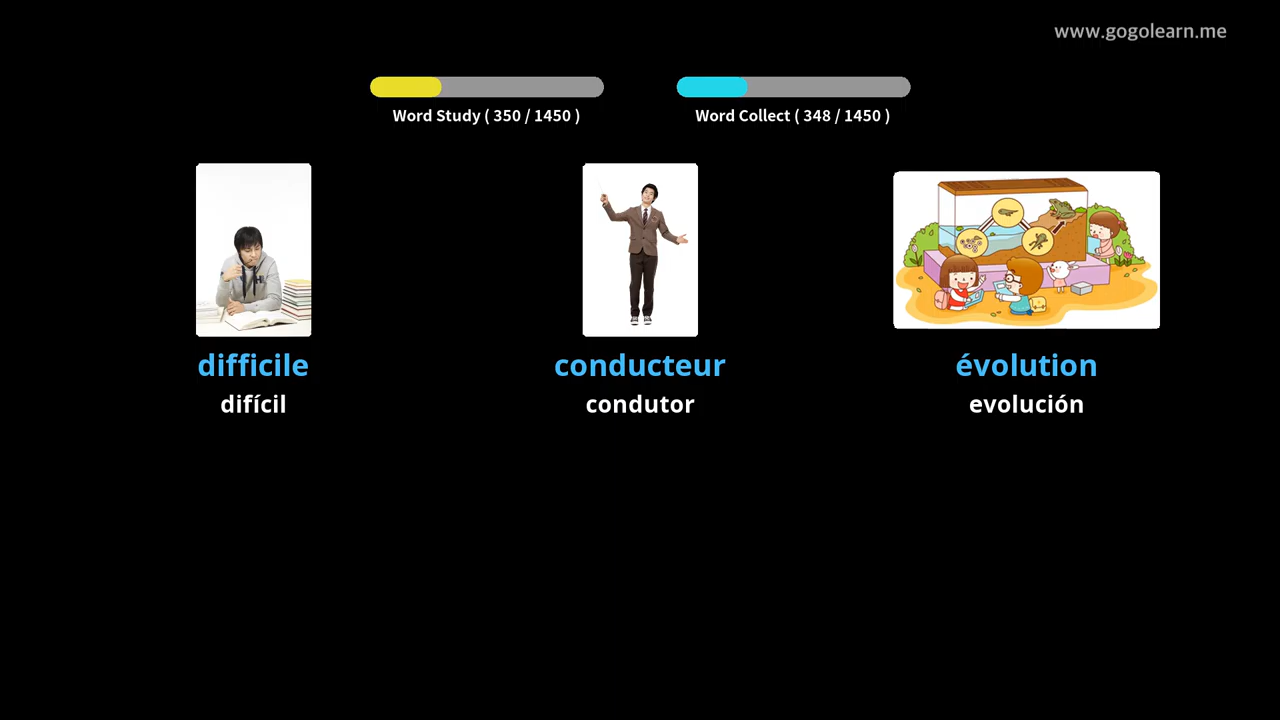 www.gogolearn.me
Word Study ( 350 / 1450 )
Word Collect ( 348 / 1450 )
difficile
conducteur
évolution
difícil
condutor
evolución